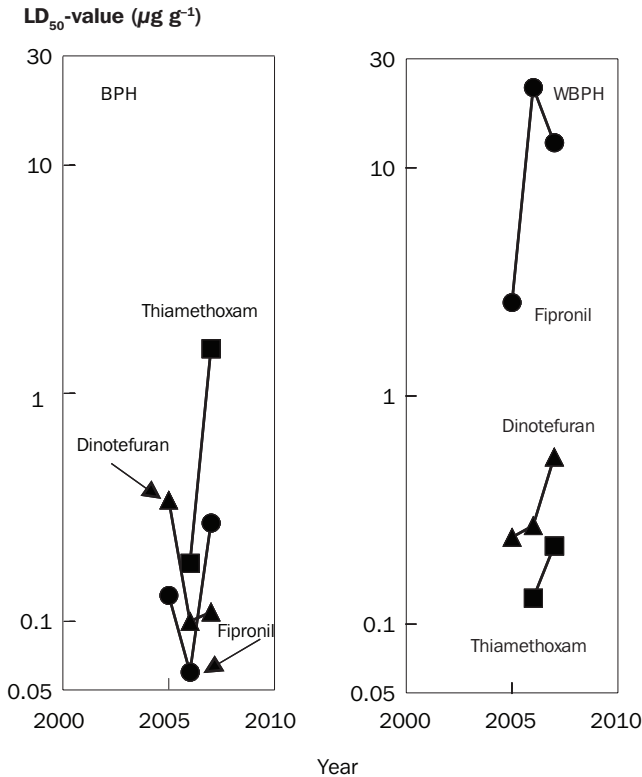 LD50-value (µg g–1)
30
BPH
10
Thiamethoxam
1
Dinotefuran
0.1
Fipronil
0.05
2000 2005 2010
30
WBPH
10
Fipronil
1
Dinotefuran
0.1
Thiamethoxam
0.05
2000 2005 2010
Year